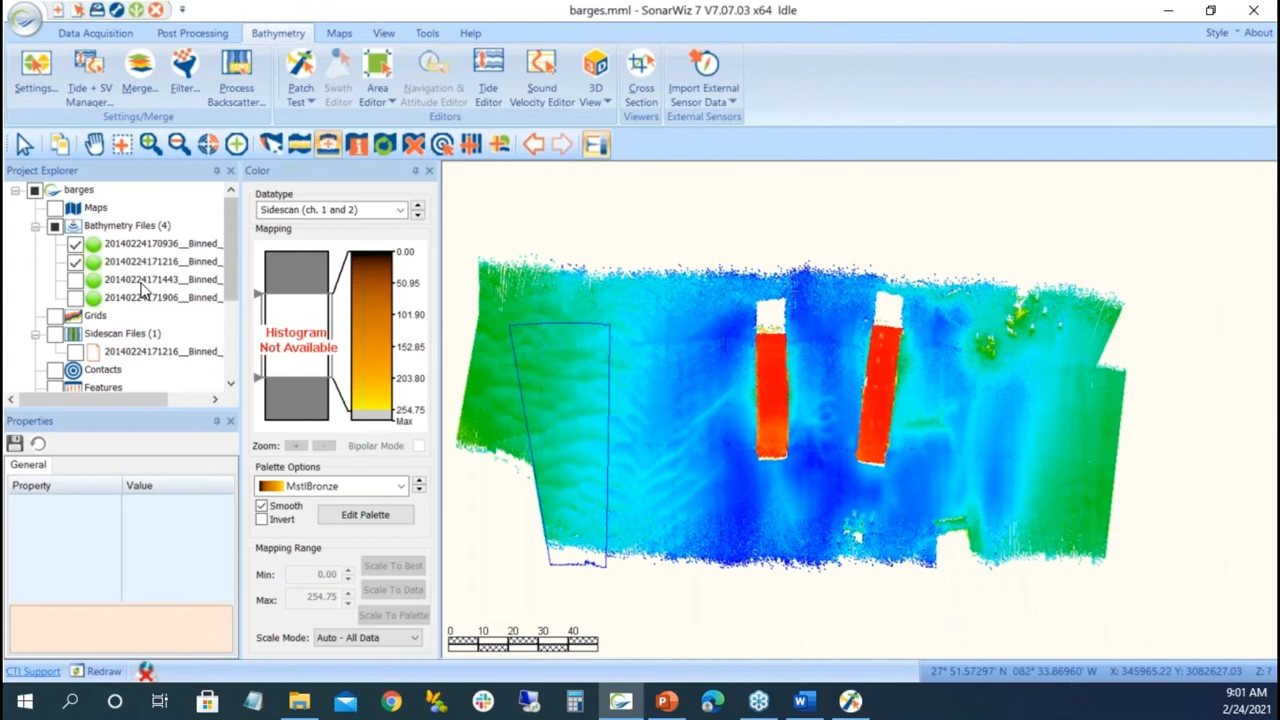 barges.mml - SonarWiz 7 V7.07.03 x64 Idle
Data Acquisition Post Processing Bathymetry Maps View Tools Help
Style About
Settings... Tide + SV Manager... Merge... Filter... Process Backscatter...
Patch Test Swath Editor Area Editor Navigation & Attitude Editor Tide Editor Sound Velocity Editor 3D View Cross Section Import External Sensor Data
Settings/Merge Editors Viewers External Sensors
Project Explorer
barges
Maps
Bathymetry Files (4)
20140224170936__Binned_
20140224171216__Binned_
20140224171443__Binned_
20140224171906__Binned_
Grids
Sidescan Files (1)
20140224171216__Binned_
Contacts
Features
Properties
General
Property Value
Color
Datatype
Sidescan (ch. 1 and 2)
Mapping
Histogram
Not Available
0.00
50.95
101.90
152.85
203.80
254.75
Max
Zoom: + - Bipolar Mode
Palette Options
MstlBronze
Smooth
Invert
Edit Palette
Mapping Range
Min: 0.00
Max: 254.75
Scale To Best
Scale To Data
Scale To Palette
Scale Mode: Auto - All Data
0 10 20 30 40
CTI Support Redraw
27° 51.57297' N 082° 33.86960' W X: 345965.22 Y: 3082627.03 Z: ?
9:01 AM
2/24/2021